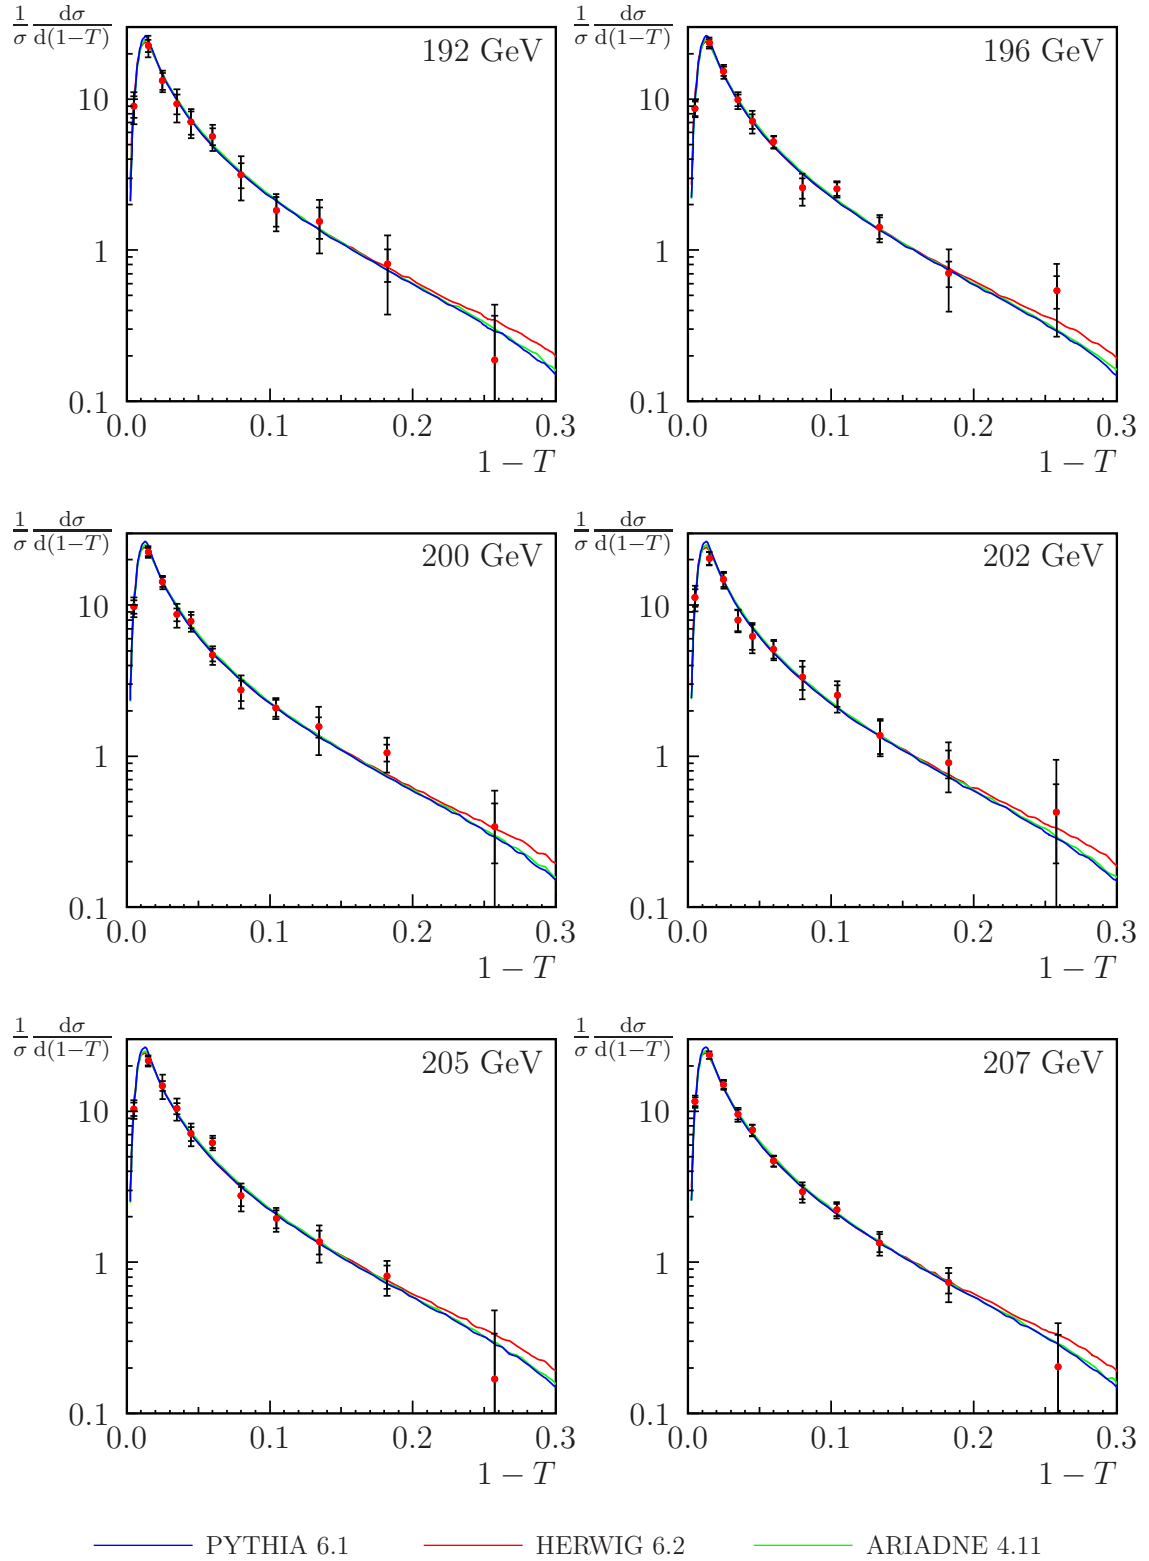 1/σ dσ/d(1−T) 192 GeV
10
1
0.1
0.0 0.1 0.2 0.3
1 − T
1/σ dσ/d(1−T) 196 GeV
10
1
0.1
0.0 0.1 0.2 0.3
1 − T
1/σ dσ/d(1−T) 200 GeV
10
1
0.1
0.0 0.1 0.2 0.3
1 − T
1/σ dσ/d(1−T) 202 GeV
10
1
0.1
0.0 0.1 0.2 0.3
1 − T
1/σ dσ/d(1−T) 205 GeV
10
1
0.1
0.0 0.1 0.2 0.3
1 − T
1/σ dσ/d(1−T) 207 GeV
10
1
0.1
0.0 0.1 0.2 0.3
1 − T
PYTHIA 6.1 HERWIG 6.2 ARIADNE 4.11